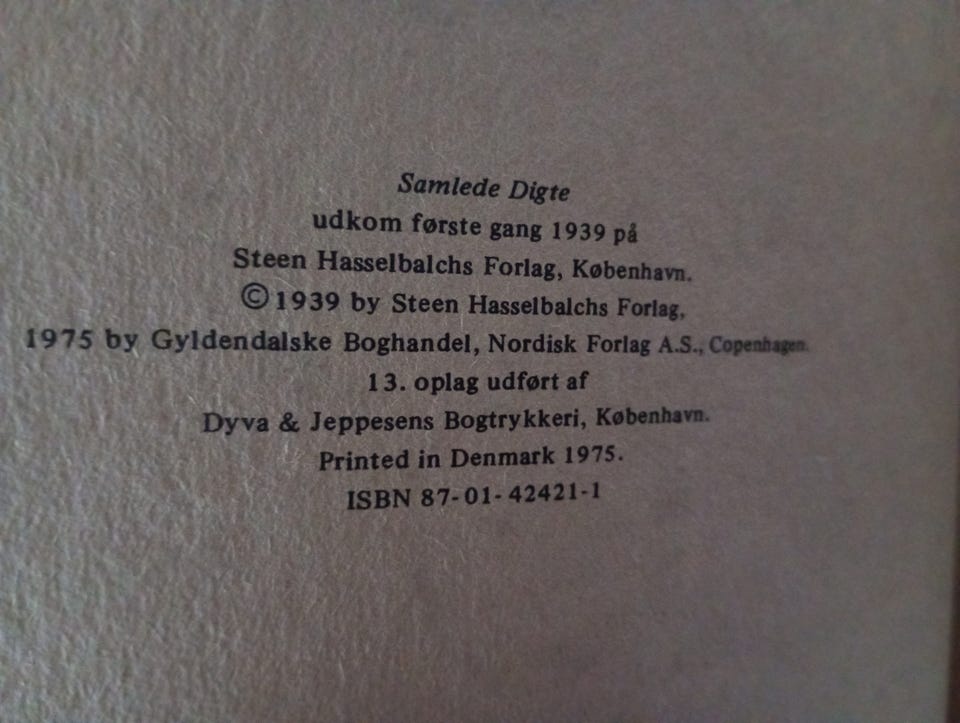 Samlede Digte
udkom første gang 1939 på
Steen Hasselbalchs Forlag, København.
©1939 by Steen Hasselbalchs Forlag,
1975 by Gyldendalske Boghandel, Nordisk Forlag A.S., Copenhagen.
13. oplag udført af
Dyva & Jeppesens Bogtrykkeri, København.
Printed in Denmark 1975.
ISBN 87-01-42421-1